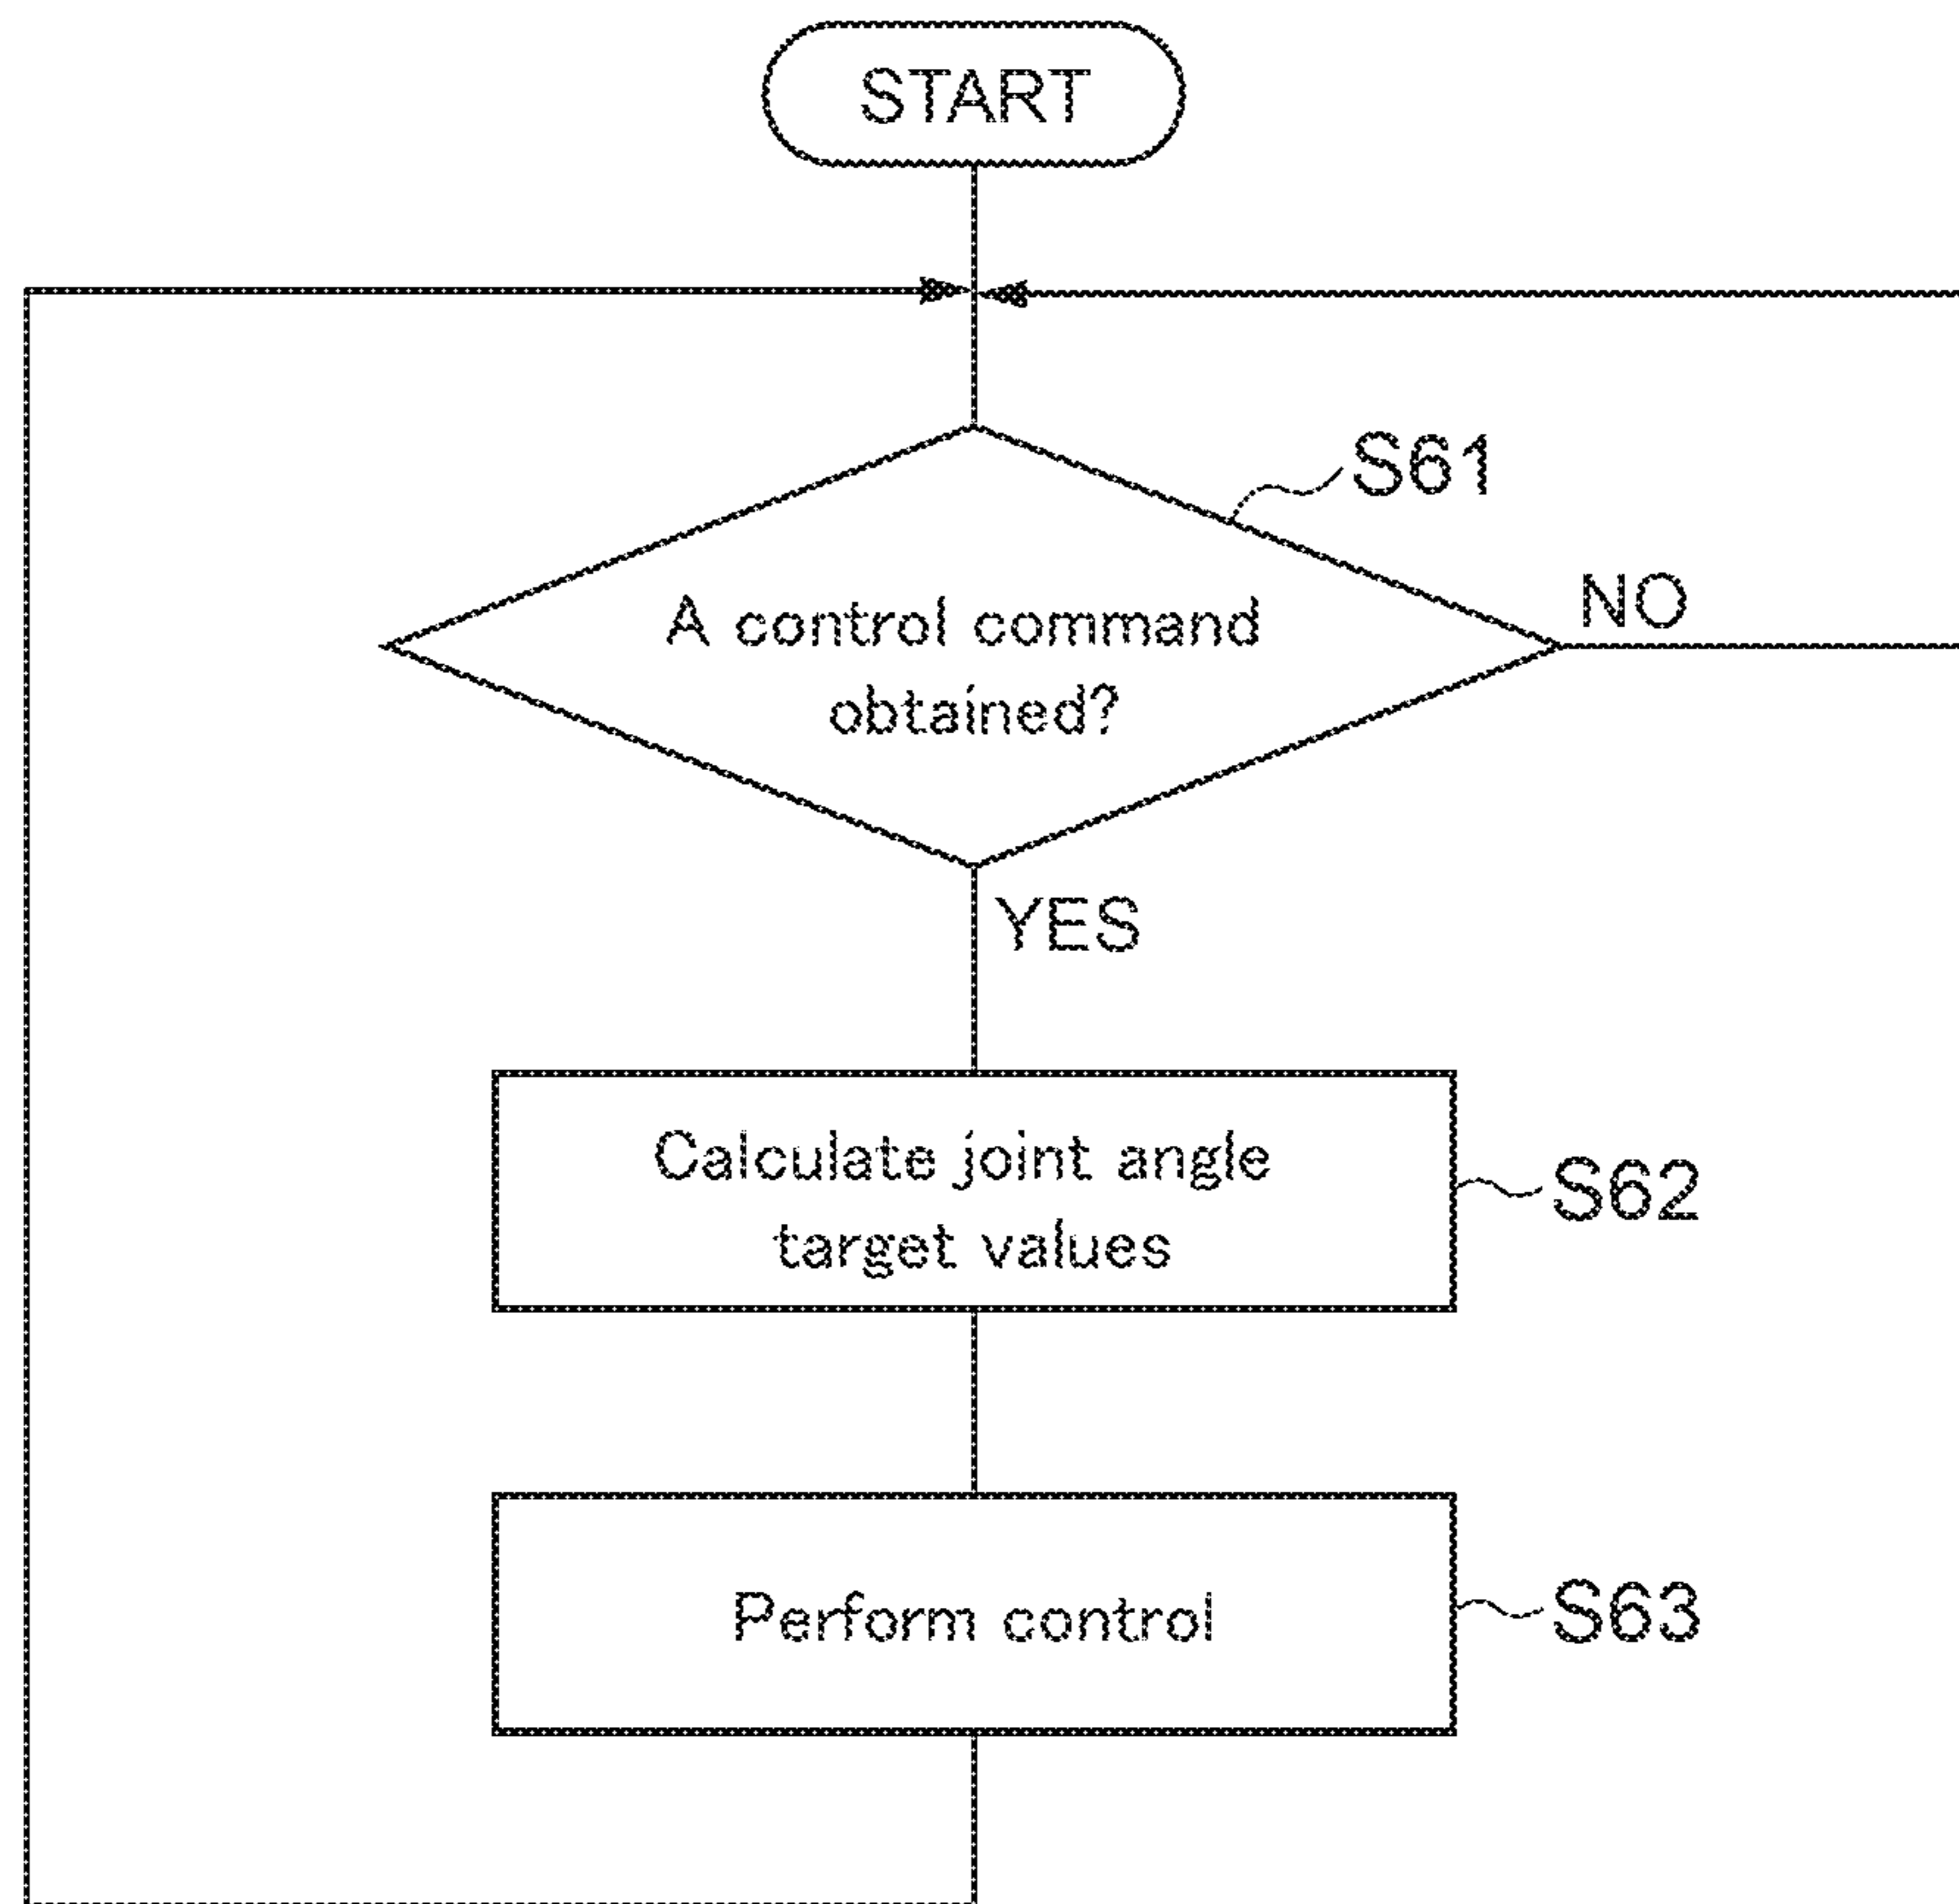 START
S61
A control command
obtained?
NO
YES
Calculate joint angle
target values
S62
Perform control
S63